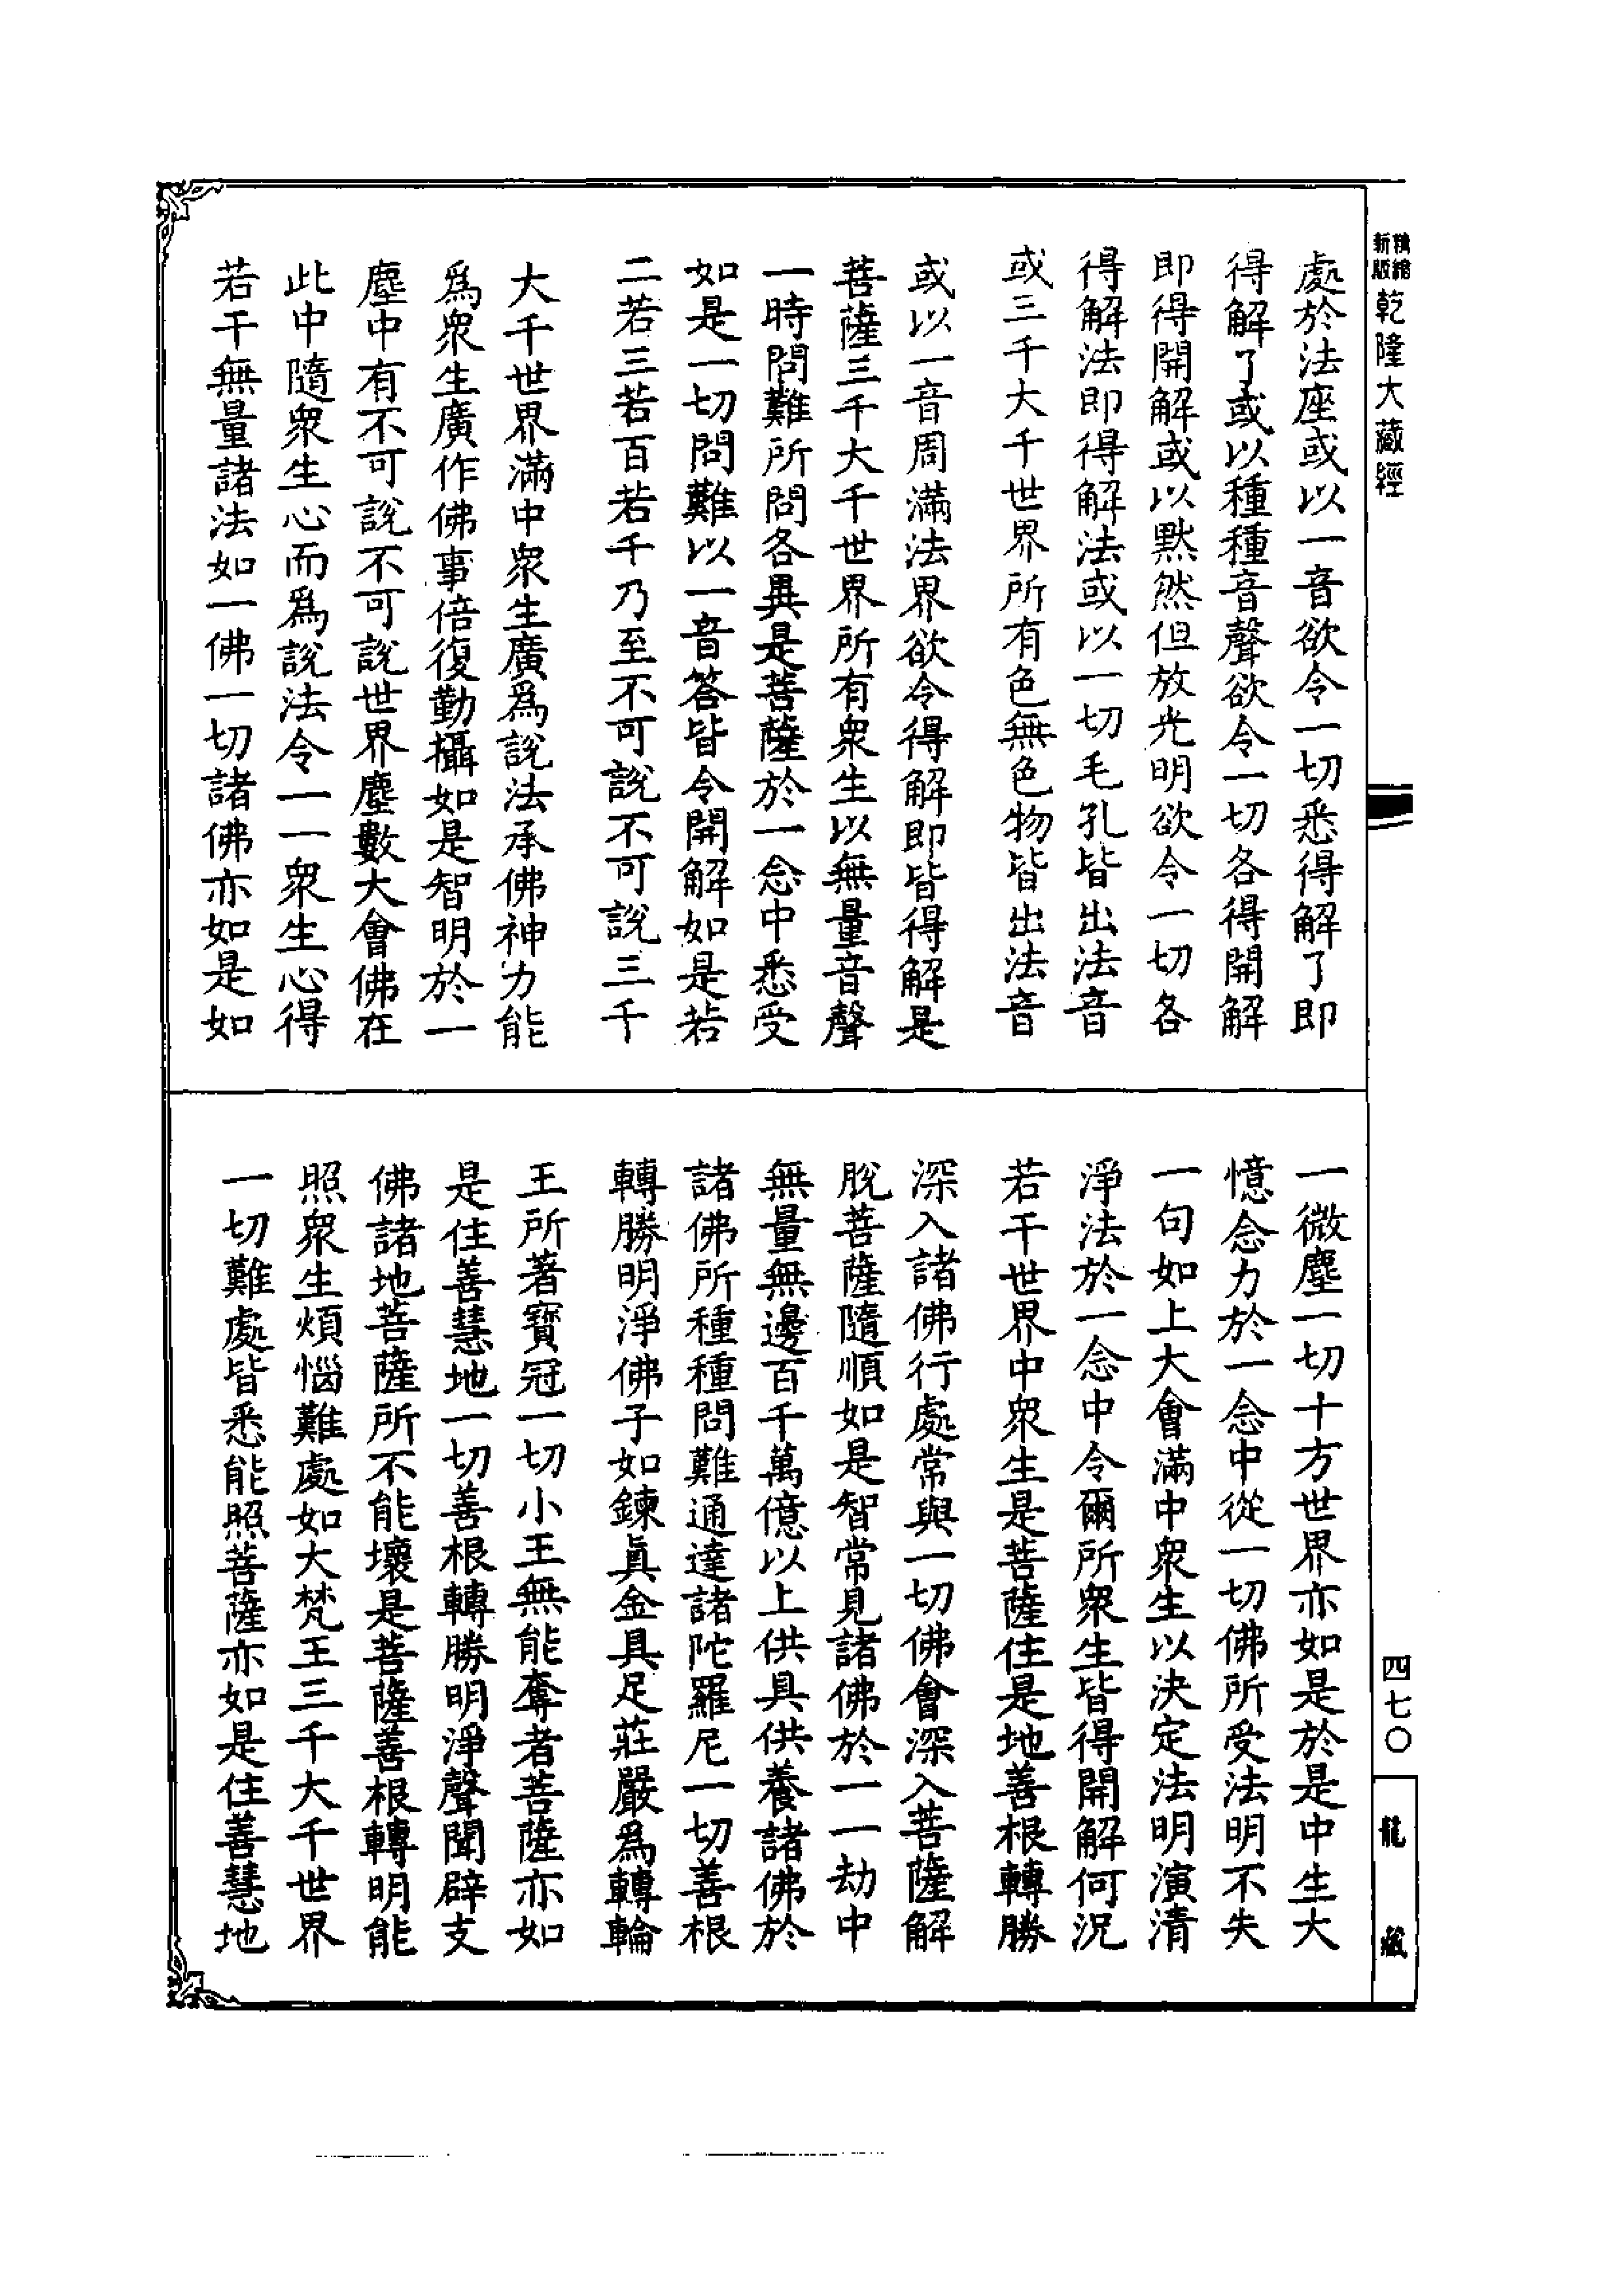 精縮
新版
乾隆大藏經
處於法座或以一音欲令一切悉得解了即
得解了或以種種音聲欲令一切各得開解
即得開解或以默然但放光明欲令一切各
得解法即得解法或以一切毛孔皆出法音
或三千大千世界所有色無色物皆出法音
或以一音周滿法界欲令得解即皆得解是
菩薩三千大千世界所有衆生以無量音聲
一時問難所問各異是菩薩於一念中悉受
如是一切問難以一音答皆令開解如是若
二若三若百若千乃至不可說不可說三千
大千世界滿中衆生廣爲說法承佛神力能
爲衆生廣作佛事倍復勤攝如是智明於一
塵中有不可說不可說世界塵數大會佛在
此中隨衆生心而爲說法令一一衆生心得
若干無量諸法如一佛一切諸佛亦如是如
一微塵一切十方世界亦如是於是中生大
憶念力於一念中從一切佛所受法明不失
一句如上大會滿中衆生以決定法明演清
淨法於一念中令爾所衆生皆得開解何況
若干世界中衆生是菩薩住是地善根轉勝
深入諸佛行處常與一切佛會深入菩薩解
脫菩薩隨順如是智常見諸佛於一一劫中
無量無邊百千萬億以上供具供養諸佛於
諸佛所種種問難通達諸陀羅尼一切善根
轉勝明淨佛子如鍊眞金具足莊嚴爲轉輪
王所著寶冠一切小王無能奪者菩薩亦如
是住善慧地一切善根轉勝明淨聲聞辟支
佛諸地菩薩所不能壞是菩薩善根轉明能
照衆生煩惱難處如大梵王三千大千世界
一切難處皆悉能照菩薩亦如是住善慧地
四七〇
龍藏